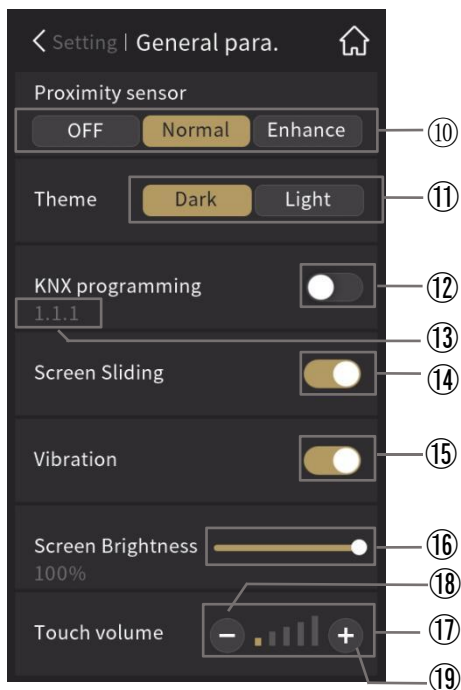 Setting | General para.
Proximity sensor
OFF Normal Enhance
⑩
Theme Dark Light
⑪
KNX programming
⑫
1.1.1
⑬
Screen Sliding
⑭
Vibration
⑮
Screen Brightness
⑯
100%
⑱
Touch volume − +
⑰
⑲